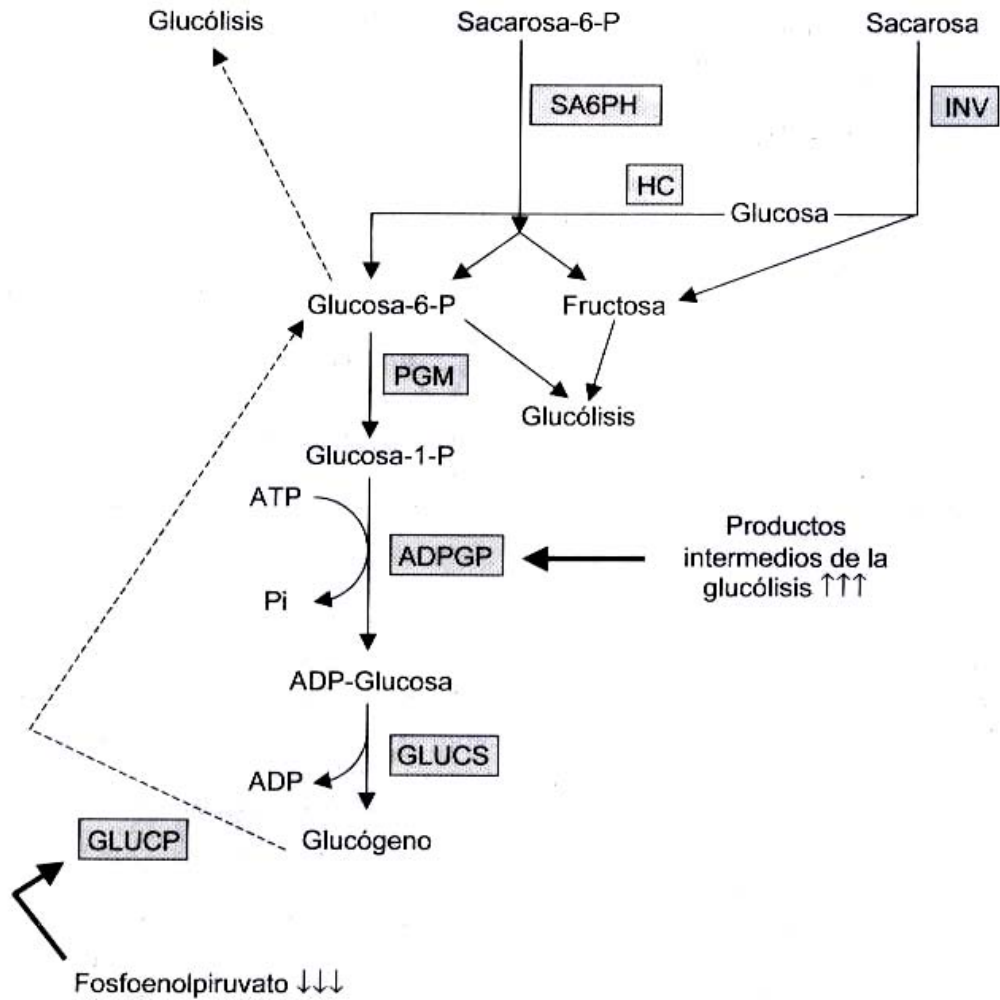 Glucólisis
Sacarosa-6-P
Sacarosa
SA6PH
INV
HC
Glucosa
Glucosa-6-P
Fructosa
PGM
Glucólisis
Glucosa-1-P
ATP
ADPGP
Productos
intermedios de la
glucólisis ↑↑↑
Pi
ADP-Glucosa
GLUCS
ADP
Glucógeno
GLUCP
Fosfoenolpiruvato ↓↓↓